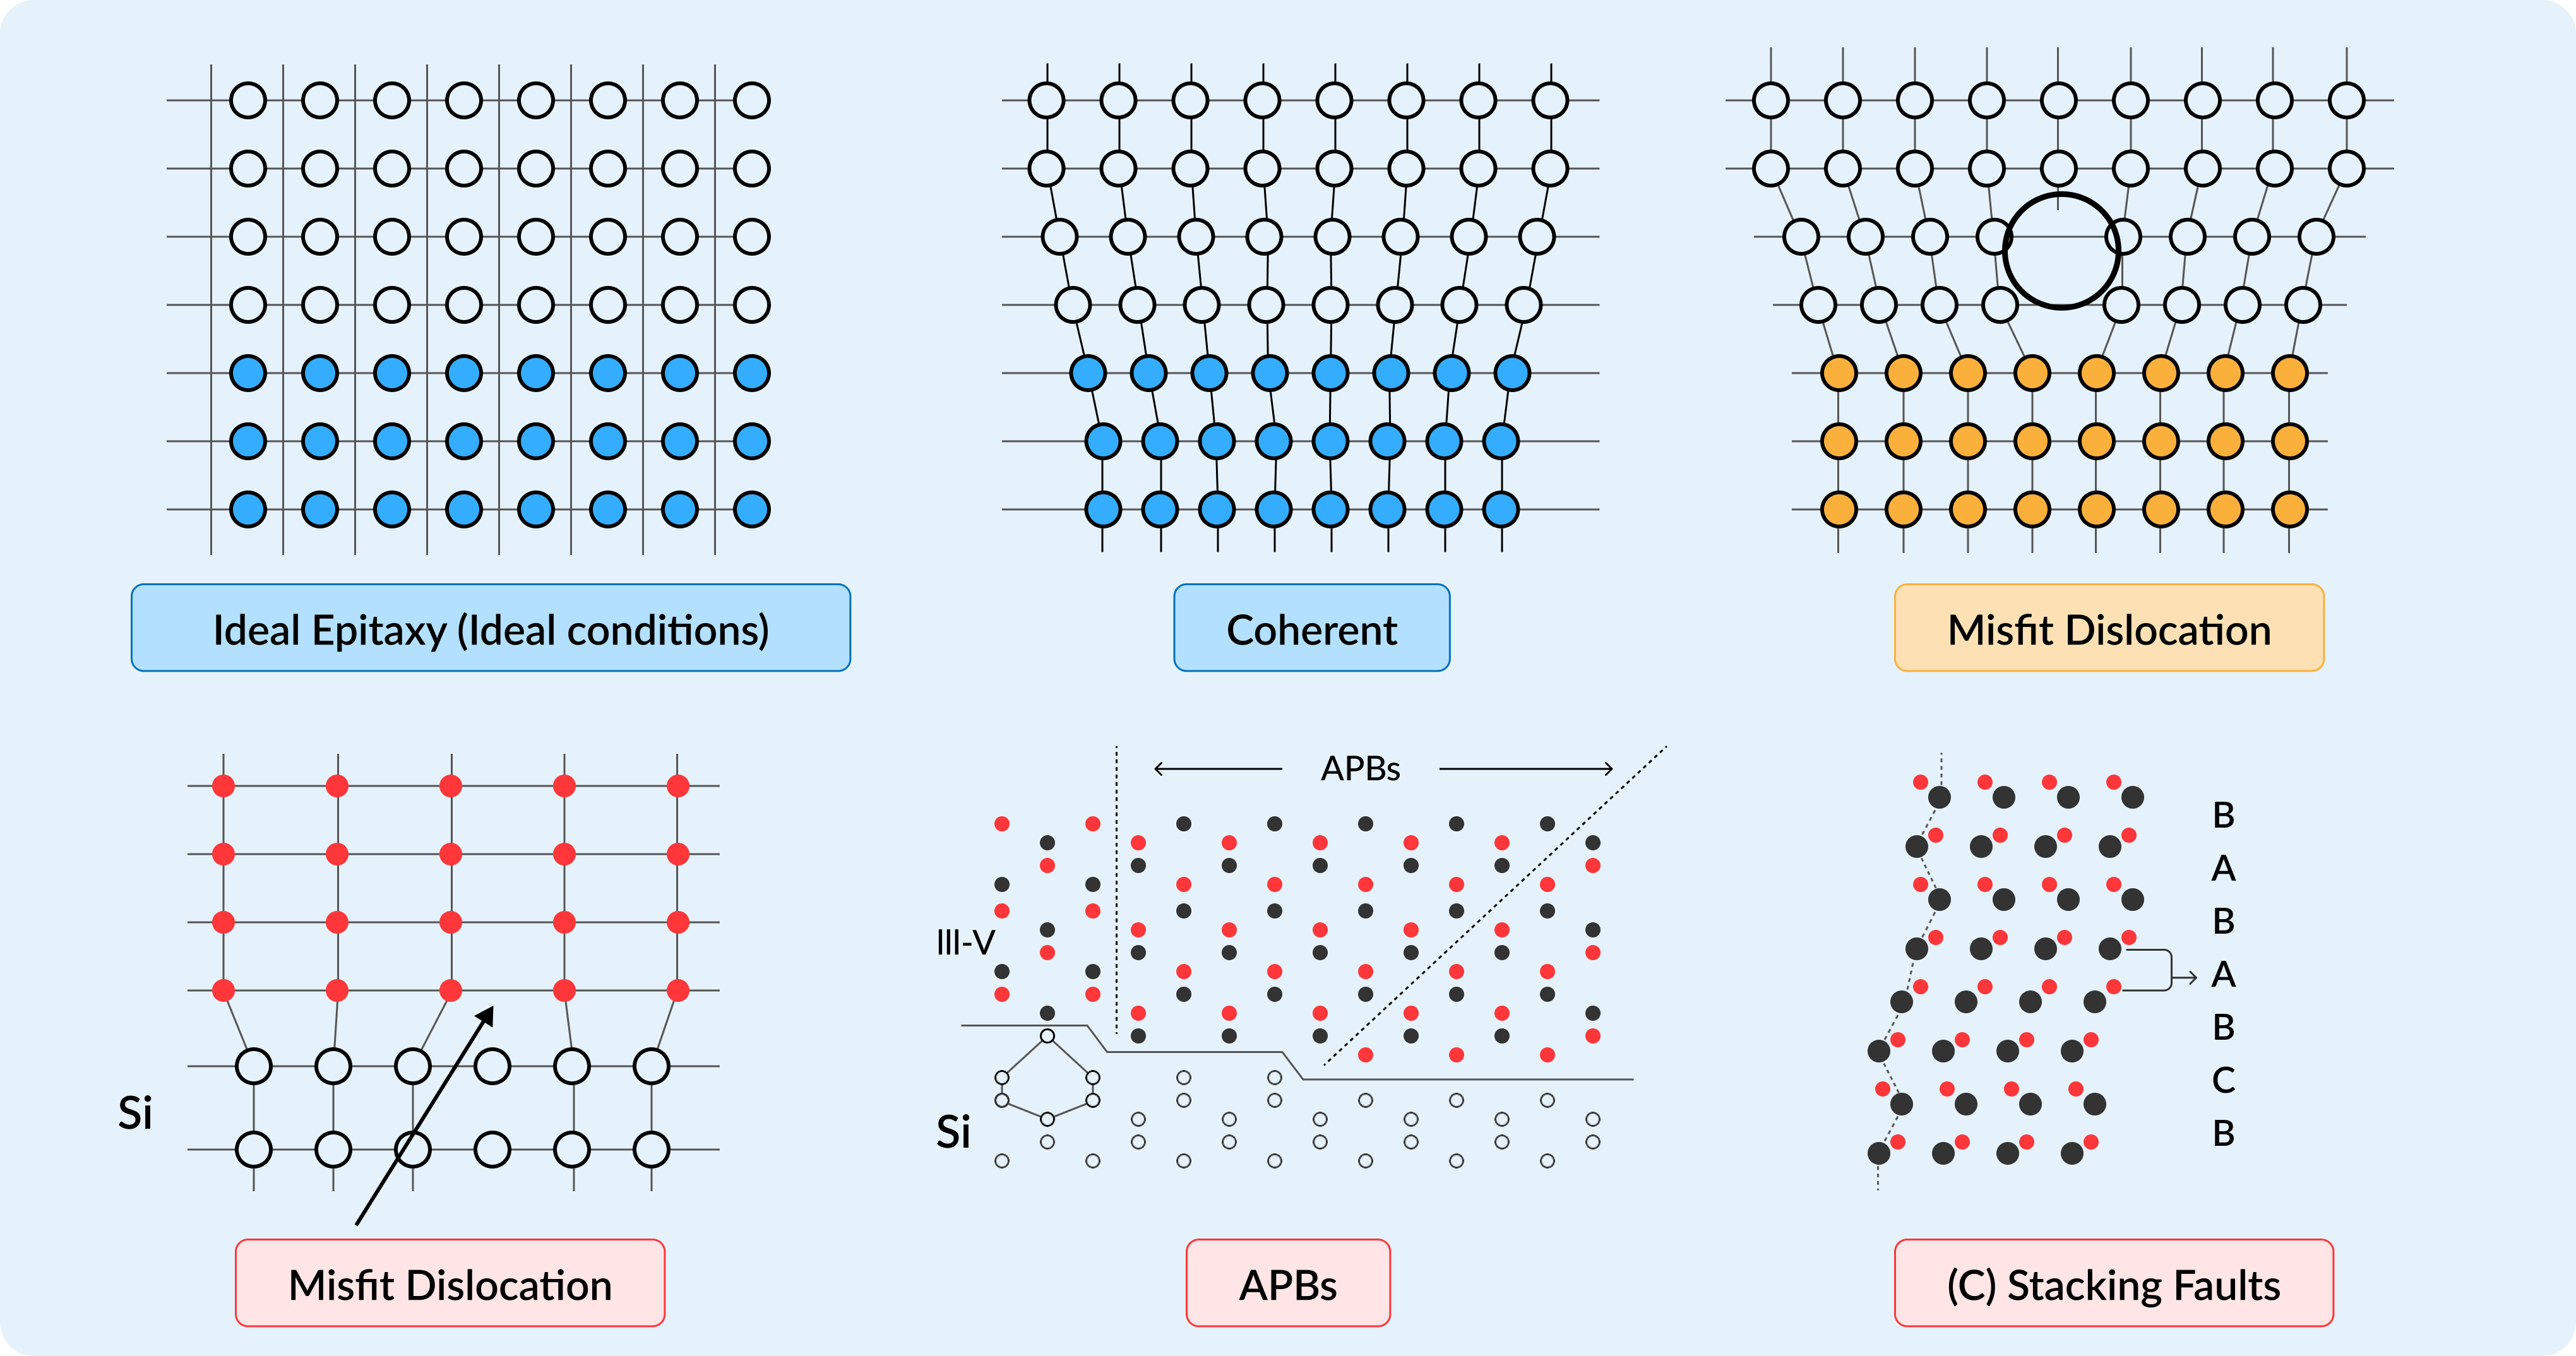 Ideal Epitaxy (Ideal conditions)
Coherent
Misfit Dislocation
Si
Misfit Dislocation
APBs
III-V
Si
APBs
B
A
B
A
B
C
B
(C) Stacking Faults